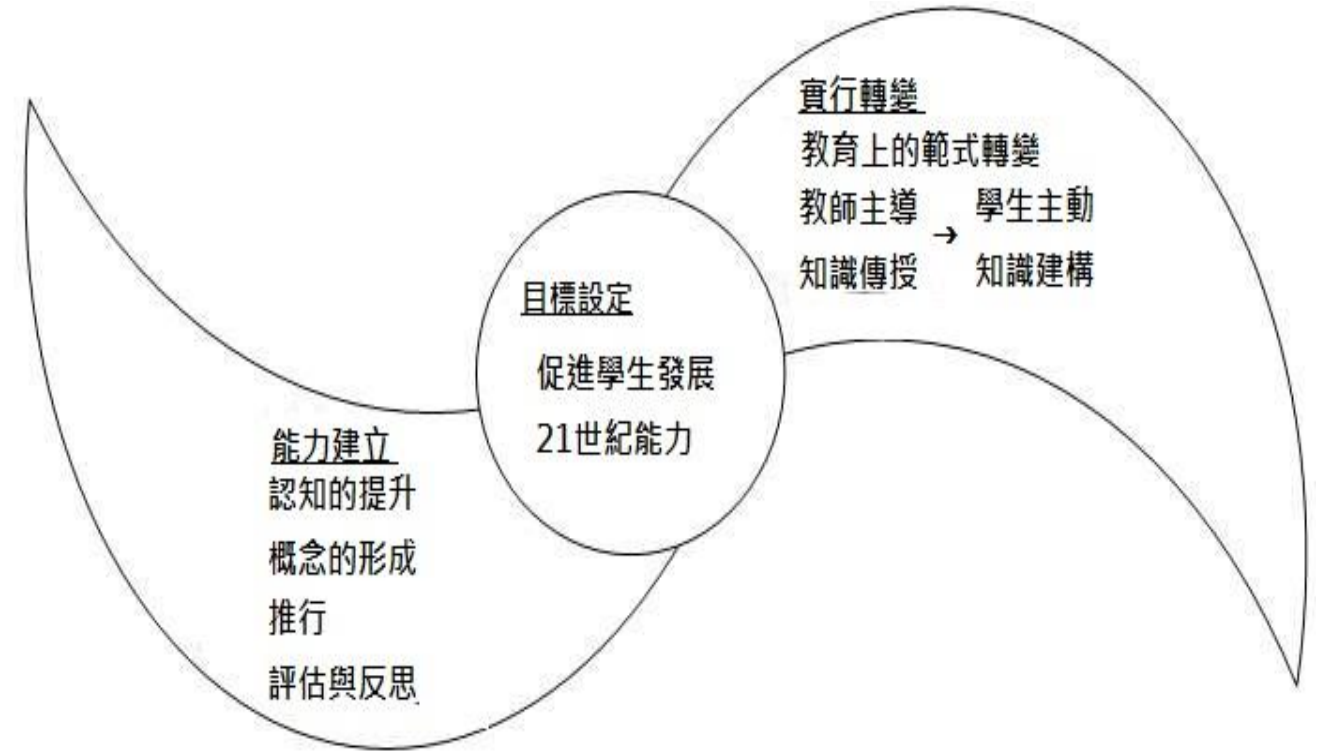 實行轉變
教育上的範式轉變
教師主導 → 學生主動
知識傳授 知識建構
目標設定
促進學生發展
21世紀能力
能力建立
認知的提升
概念的形成
推行
評估與反思